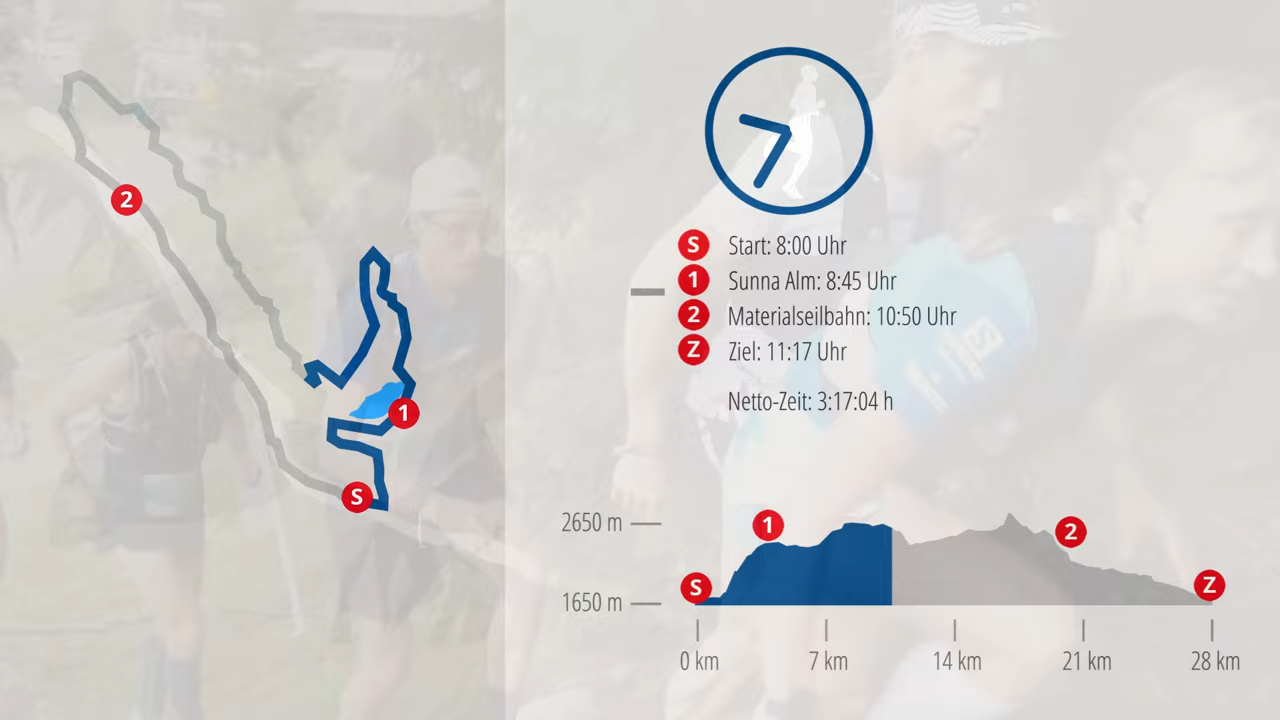 S Start: 8:00 Uhr
1 Sunna Alm: 8:45 Uhr
2 Materialseilbahn: 10:50 Uhr
Z Ziel: 11:17 Uhr
Netto-Zeit: 3:17:04 h
2
1
S
2650 m
1650 m
S
1
2
Z
0 km
7 km
14 km
21 km
28 km